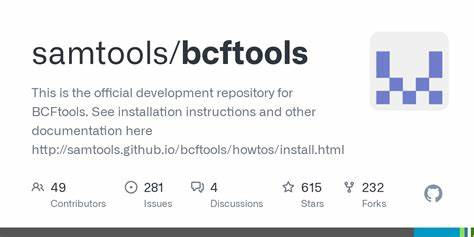 samtools/bcftools
This is the official development repository for
BCFtools. See installation instructions and other
documentation here
http://samtools.github.io/bcftools/howtos/install.html
49 281 4 615 232
Contributors Issues Discussions Stars Forks